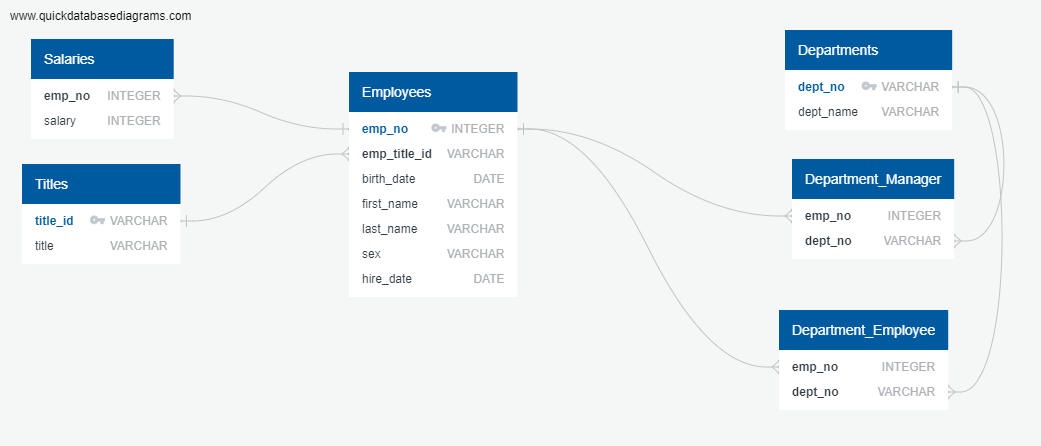 www.quickdatabasediagrams.com
Salaries
emp_no INTEGER
salary INTEGER
Titles
title_id VARCHAR
title VARCHAR
Employees
emp_no INTEGER
emp_title_id VARCHAR
birth_date DATE
first_name VARCHAR
last_name VARCHAR
sex VARCHAR
hire_date DATE
Departments
dept_no VARCHAR
dept_name VARCHAR
Department_Manager
emp_no INTEGER
dept_no VARCHAR
Department_Employee
emp_no INTEGER
dept_no VARCHAR